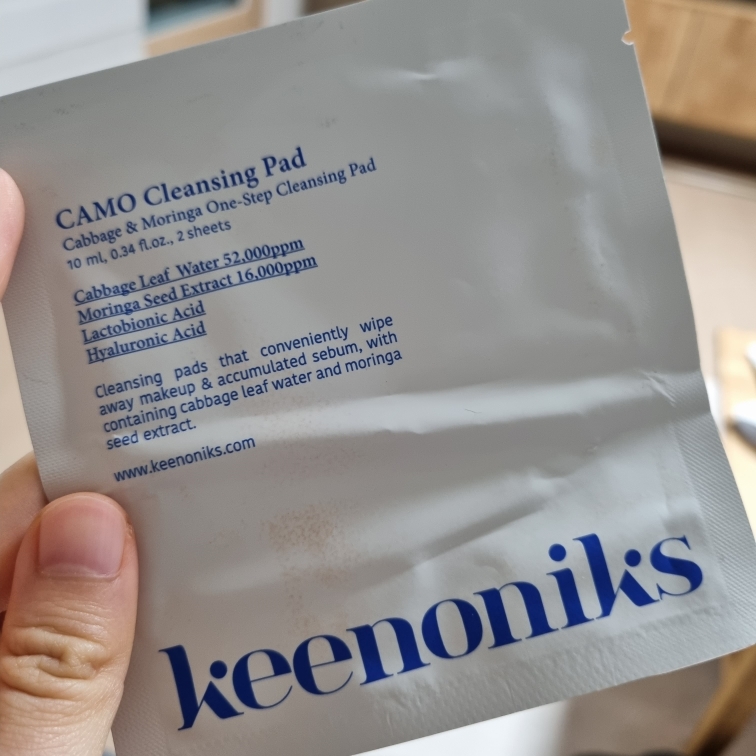 CAMO Cleansing Pad
Cabbage & Moringa One-Step Cleansing Pad
10 ml, 0.34 fl.oz., 2 sheets
Cabbage Leaf Water 52,000ppm
Moringa Seed Extract 16,000ppm
Lactobionic Acid
Hyaluronic Acid
Cleansing pads that conveniently wipe
away makeup & accumulated sebum, with
containing cabbage leaf water and moringa
seed extract.
www.keenoniks.com
keenoniks